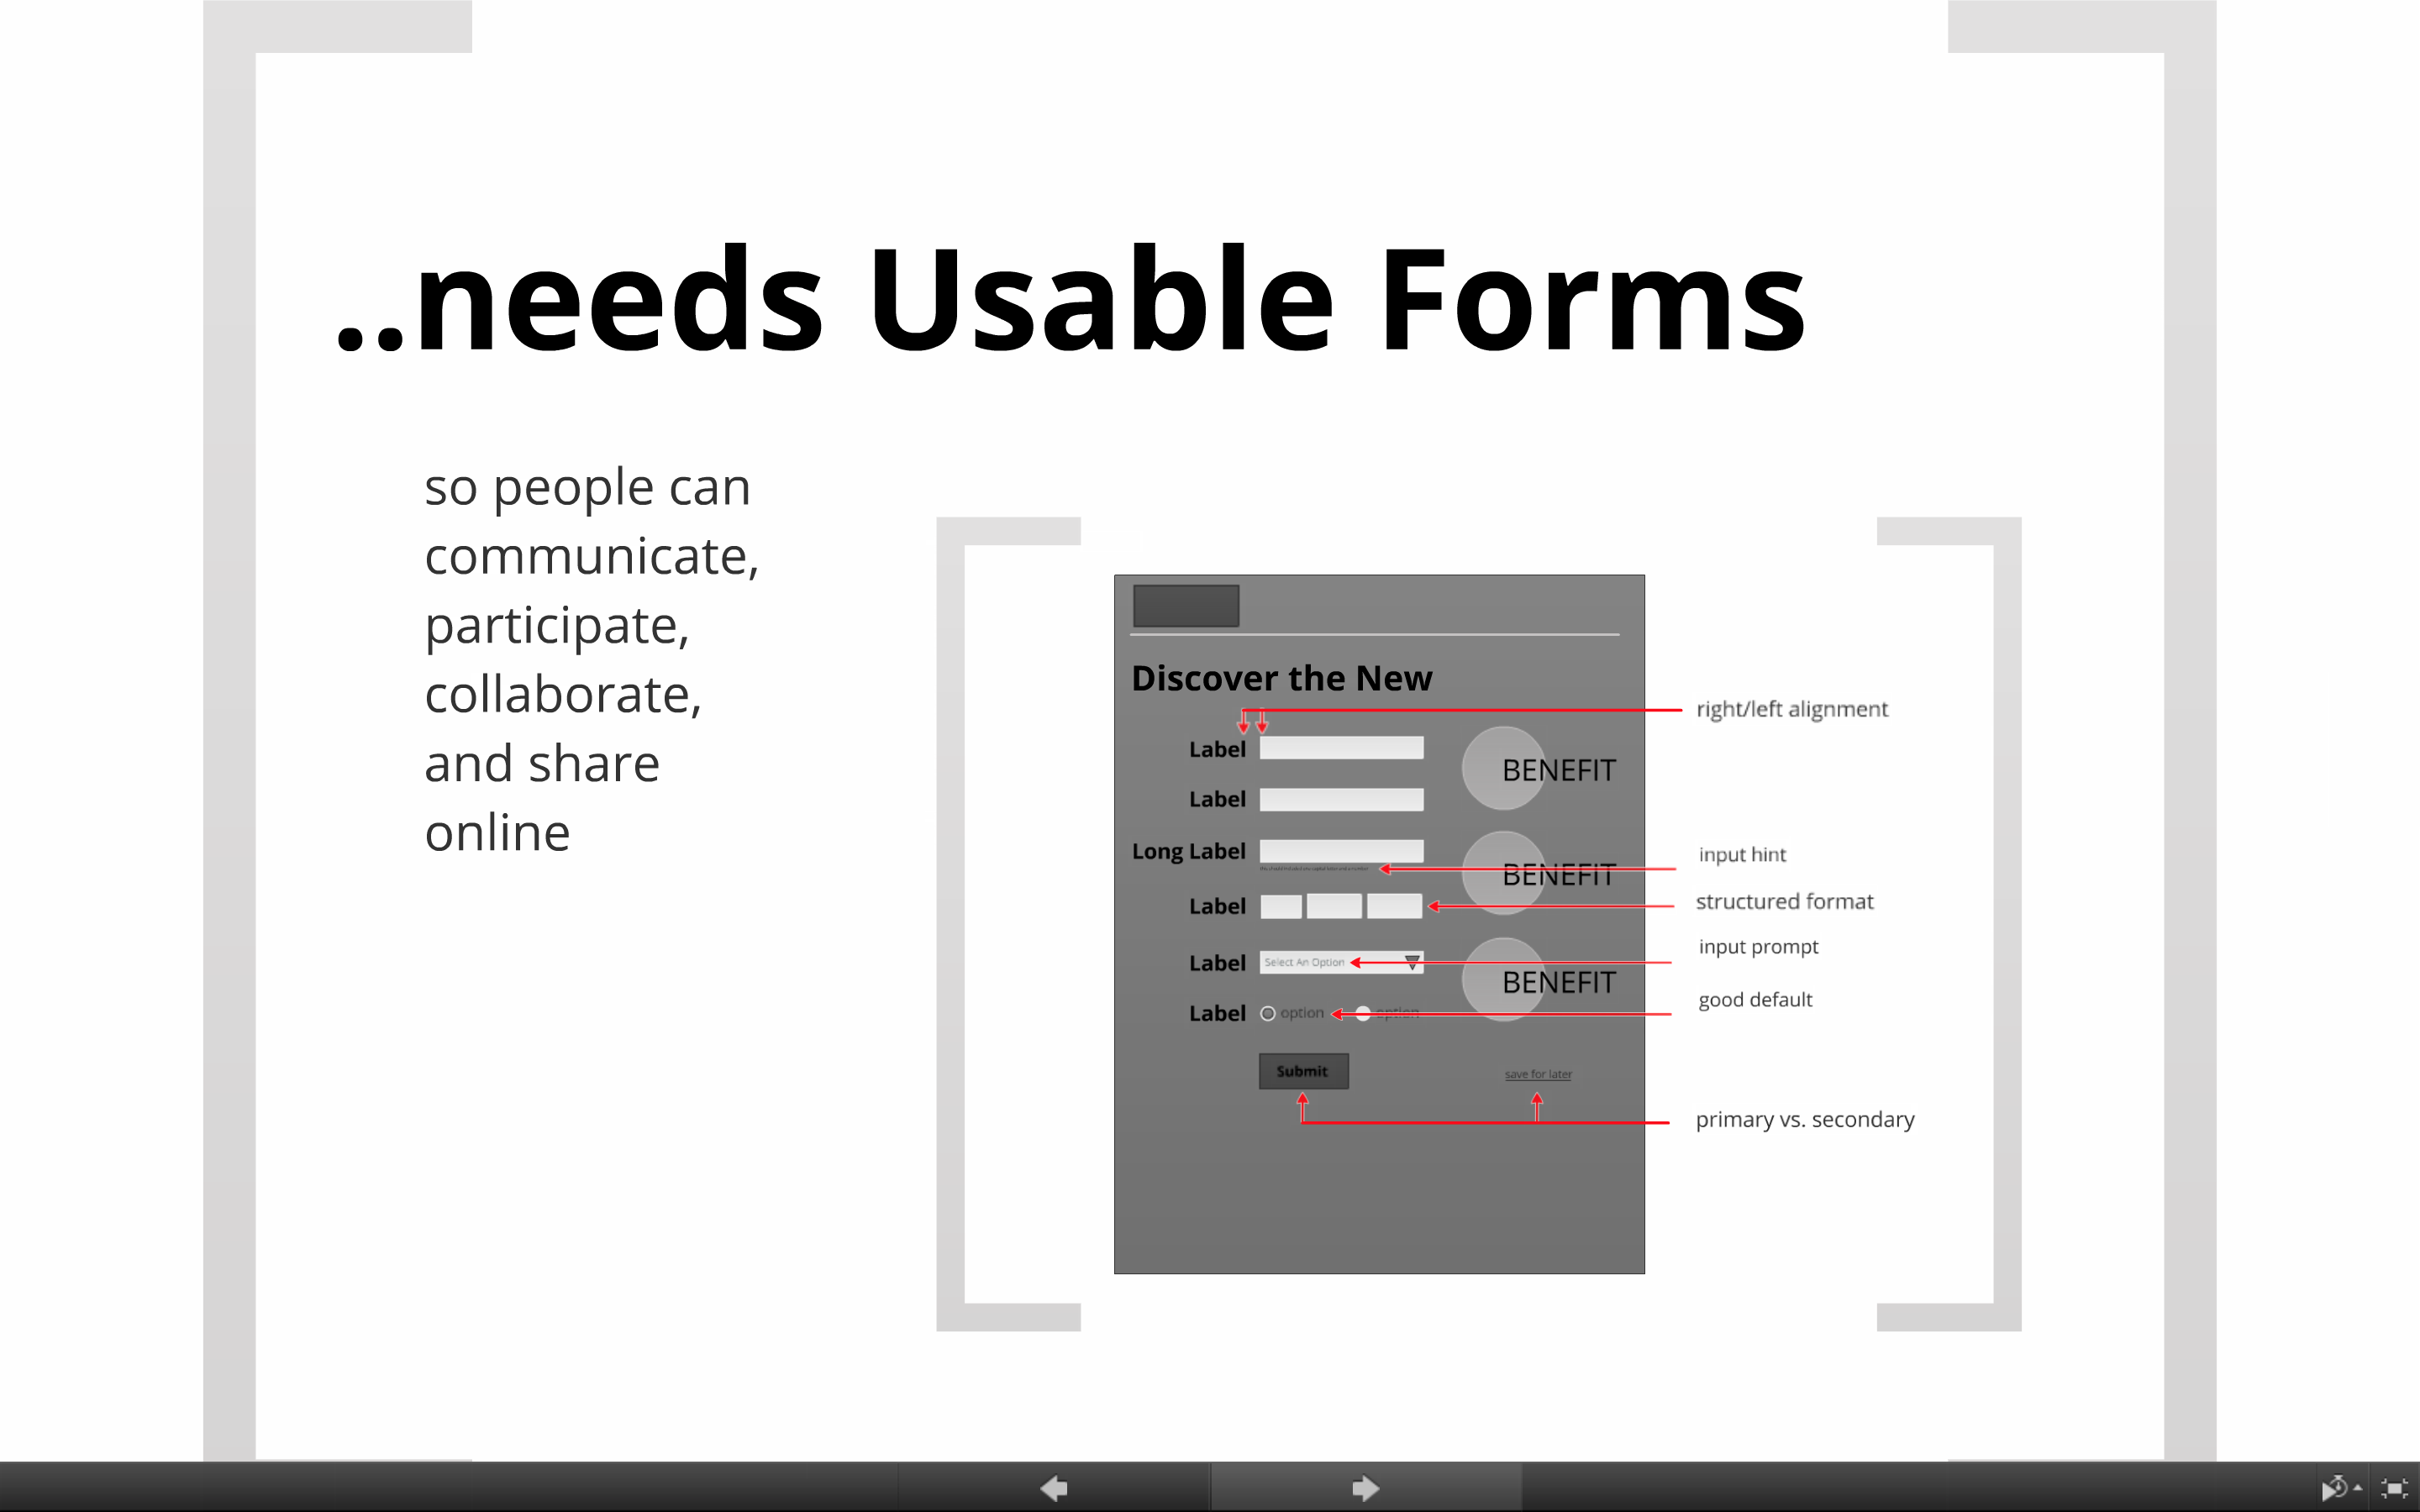 ..needs Usable Forms
so people can
communicate,
participate,
collaborate,
and share
online
Discover the New
right/left alignment
Label
BENEFIT
Label
Long Label
input hint
BENEFIT
Label
structured format
Label
Select An Option
input prompt
BENEFIT
Label
option
option
good default
Submit
save for later
primary vs. secondary